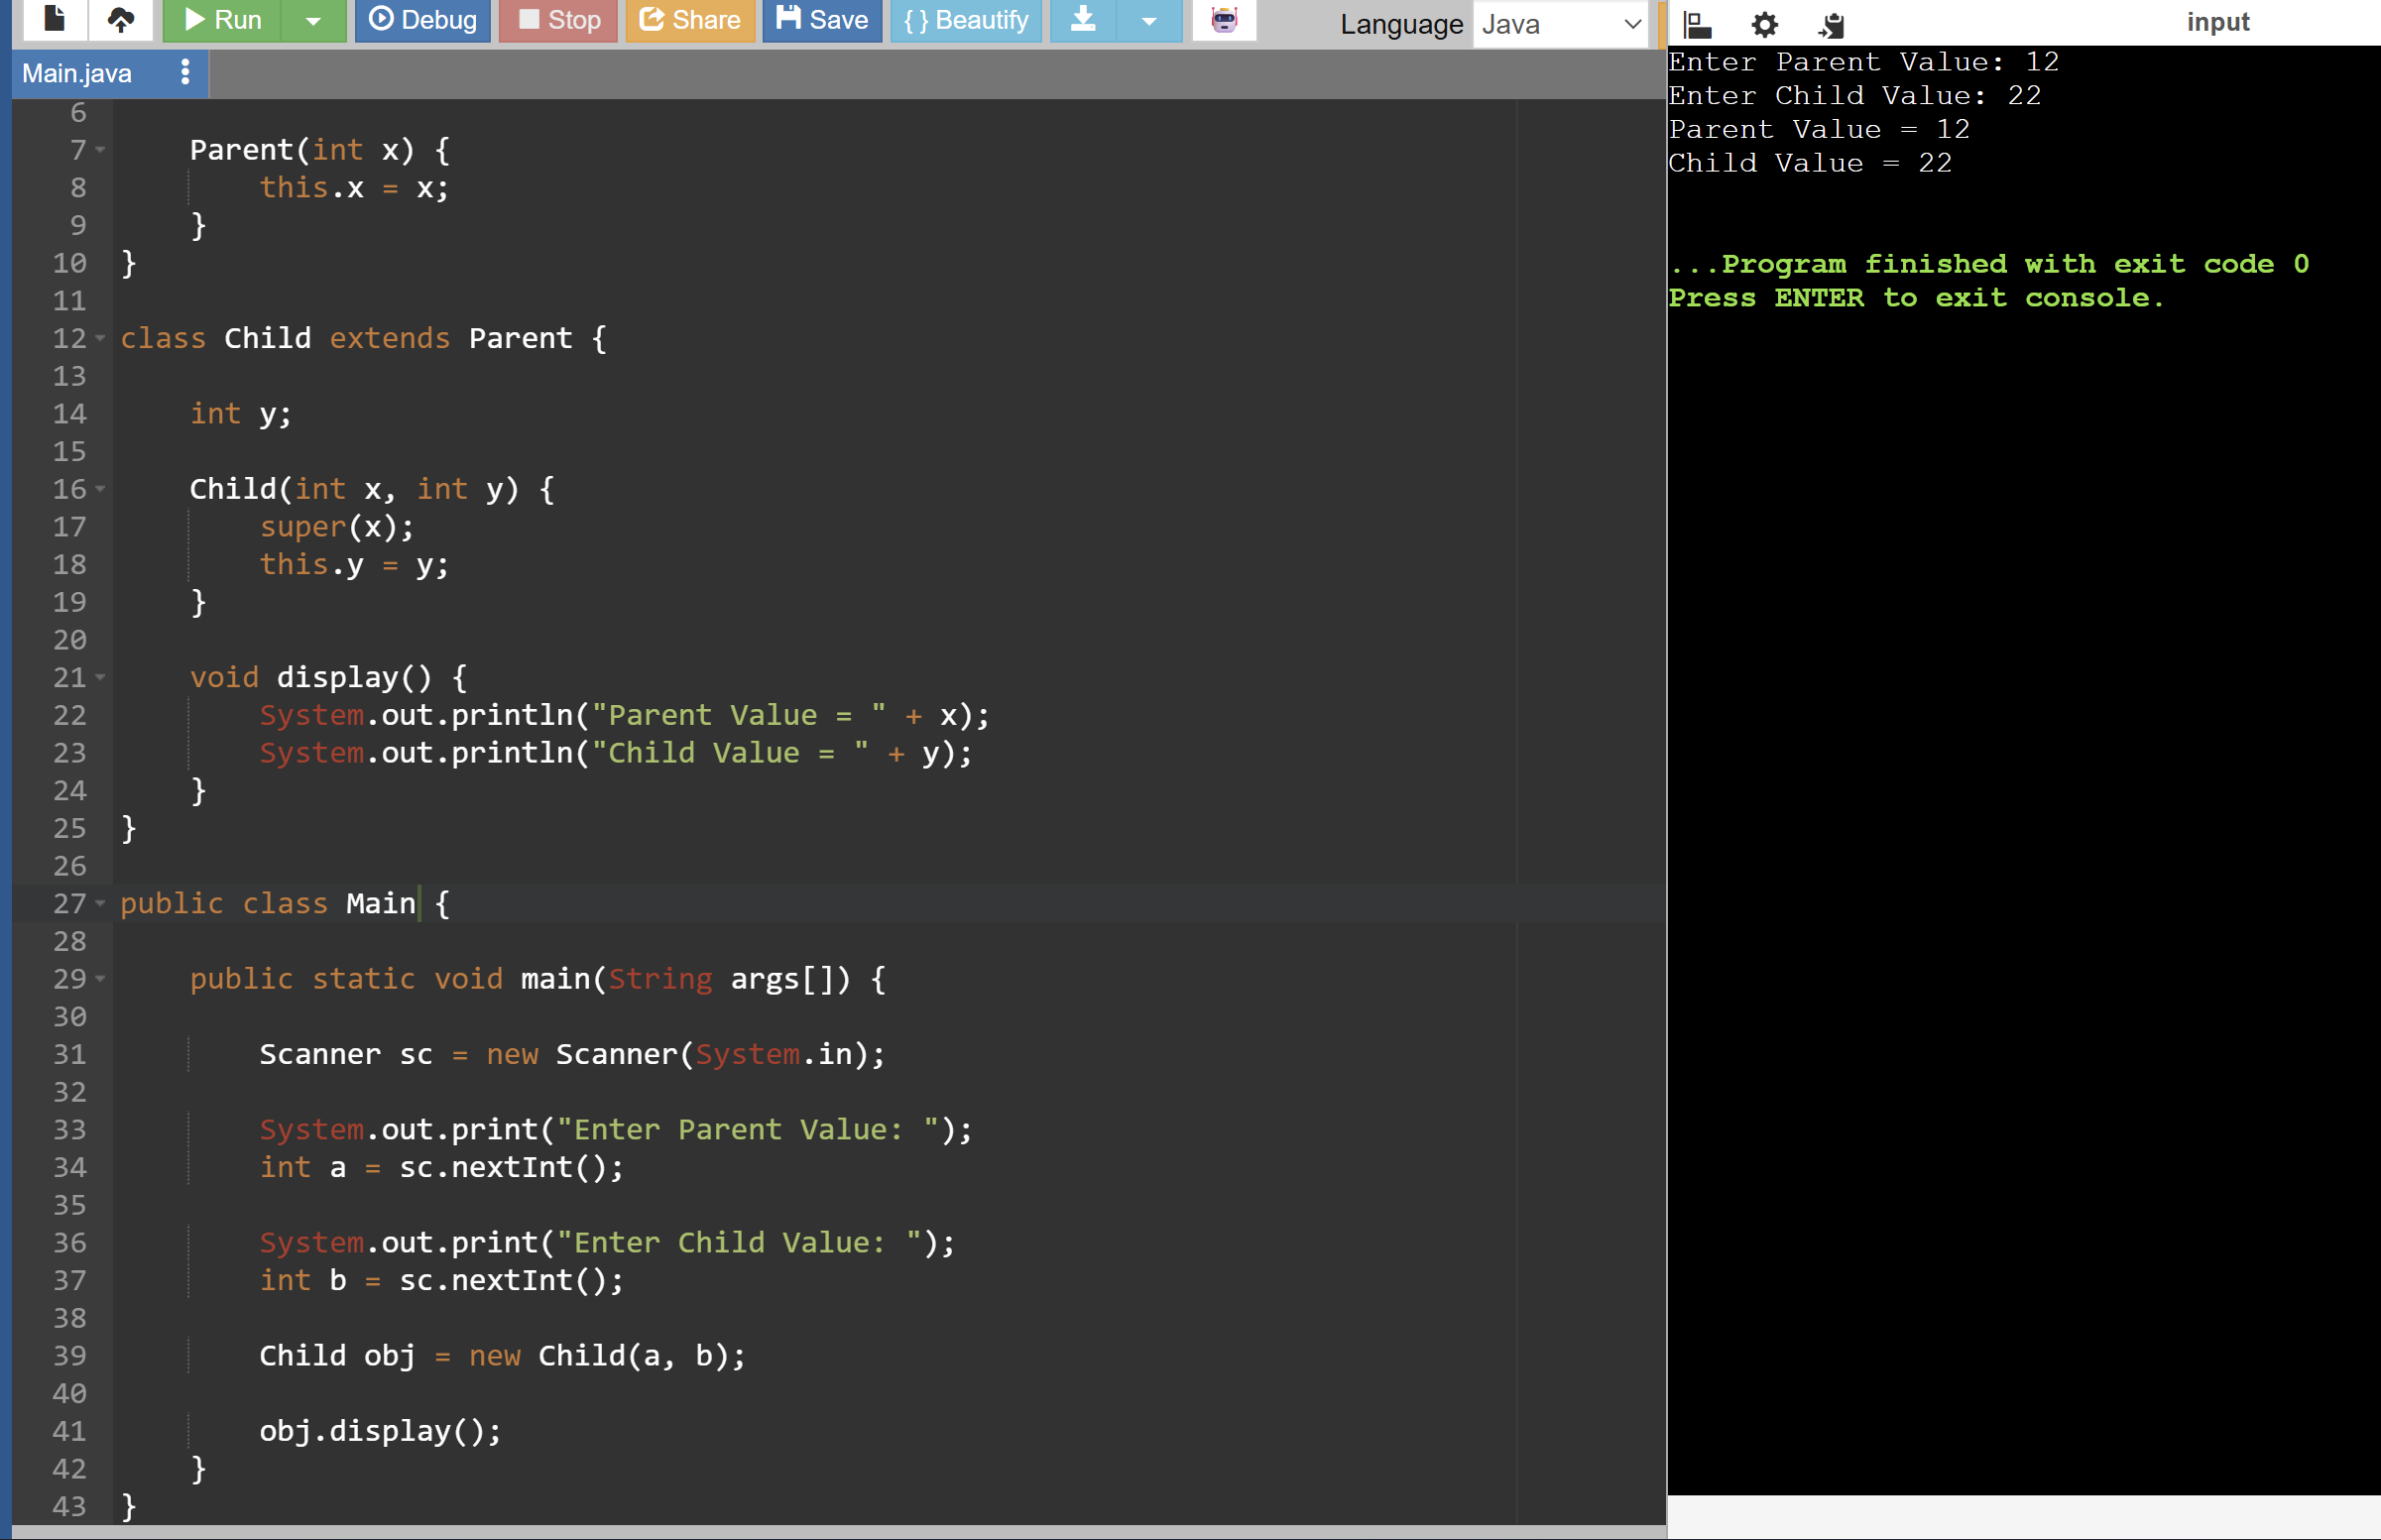 Run Debug Stop Share Save { } Beautify Language Java
Main.java
6
7 Parent(int x) {
8 this.x = x;
9 }
10 }
11
12 class Child extends Parent {
13
14 int y;
15
16 Child(int x, int y) {
17 super(x);
18 this.y = y;
19 }
20
21 void display() {
22 System.out.println("Parent Value = " + x);
23 System.out.println("Child Value = " + y);
24 }
25 }
26
27 public class Main {
28
29 public static void main(String args[]) {
30
31 Scanner sc = new Scanner(System.in);
32
33 System.out.print("Enter Parent Value: ");
34 int a = sc.nextInt();
35
36 System.out.print("Enter Child Value: ");
37 int b = sc.nextInt();
38
39 Child obj = new Child(a, b);
40
41 obj.display();
42 }
43 }
input
Enter Parent Value: 12
Enter Child Value: 22
Parent Value = 12
Child Value = 22
...Program finished with exit code 0
Press ENTER to exit console.